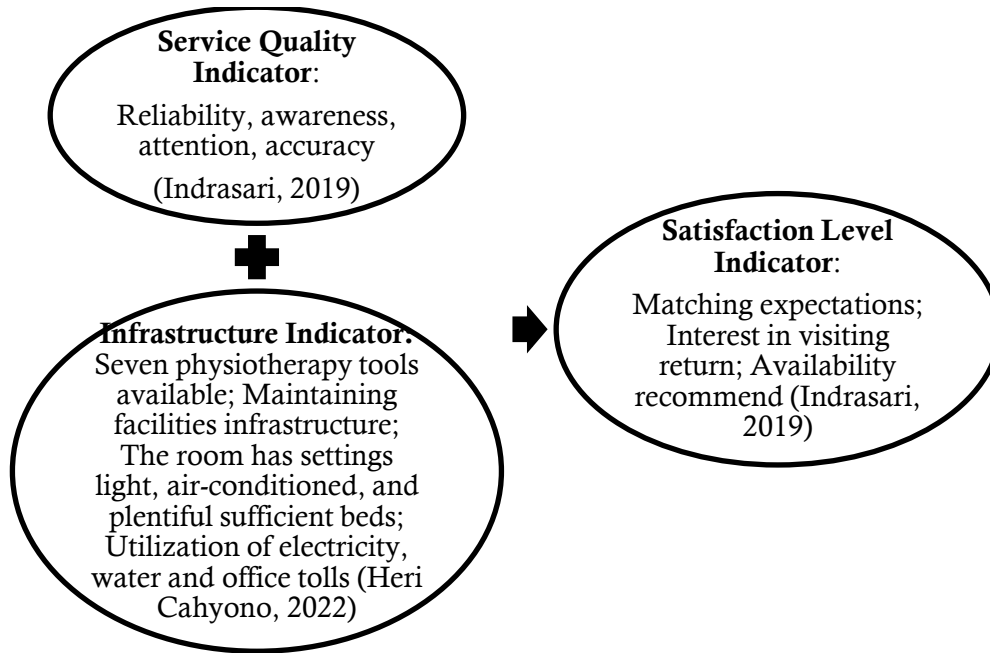 Service Quality
Indicator:
Reliability, awareness,
attention, accuracy
(Indrasari, 2019)
Infrastructure Indicator:
Seven physiotherapy tools
available; Maintaining
facilities infrastructure;
The room has settings
light, air-conditioned, and
plentiful sufficient beds;
Utilization of electricity,
water and office tolls (Heri
Cahyono, 2022)
Satisfaction Level
Indicator:
Matching expectations;
Interest in visiting
return; Availability
recommend (Indrasari,
2019)